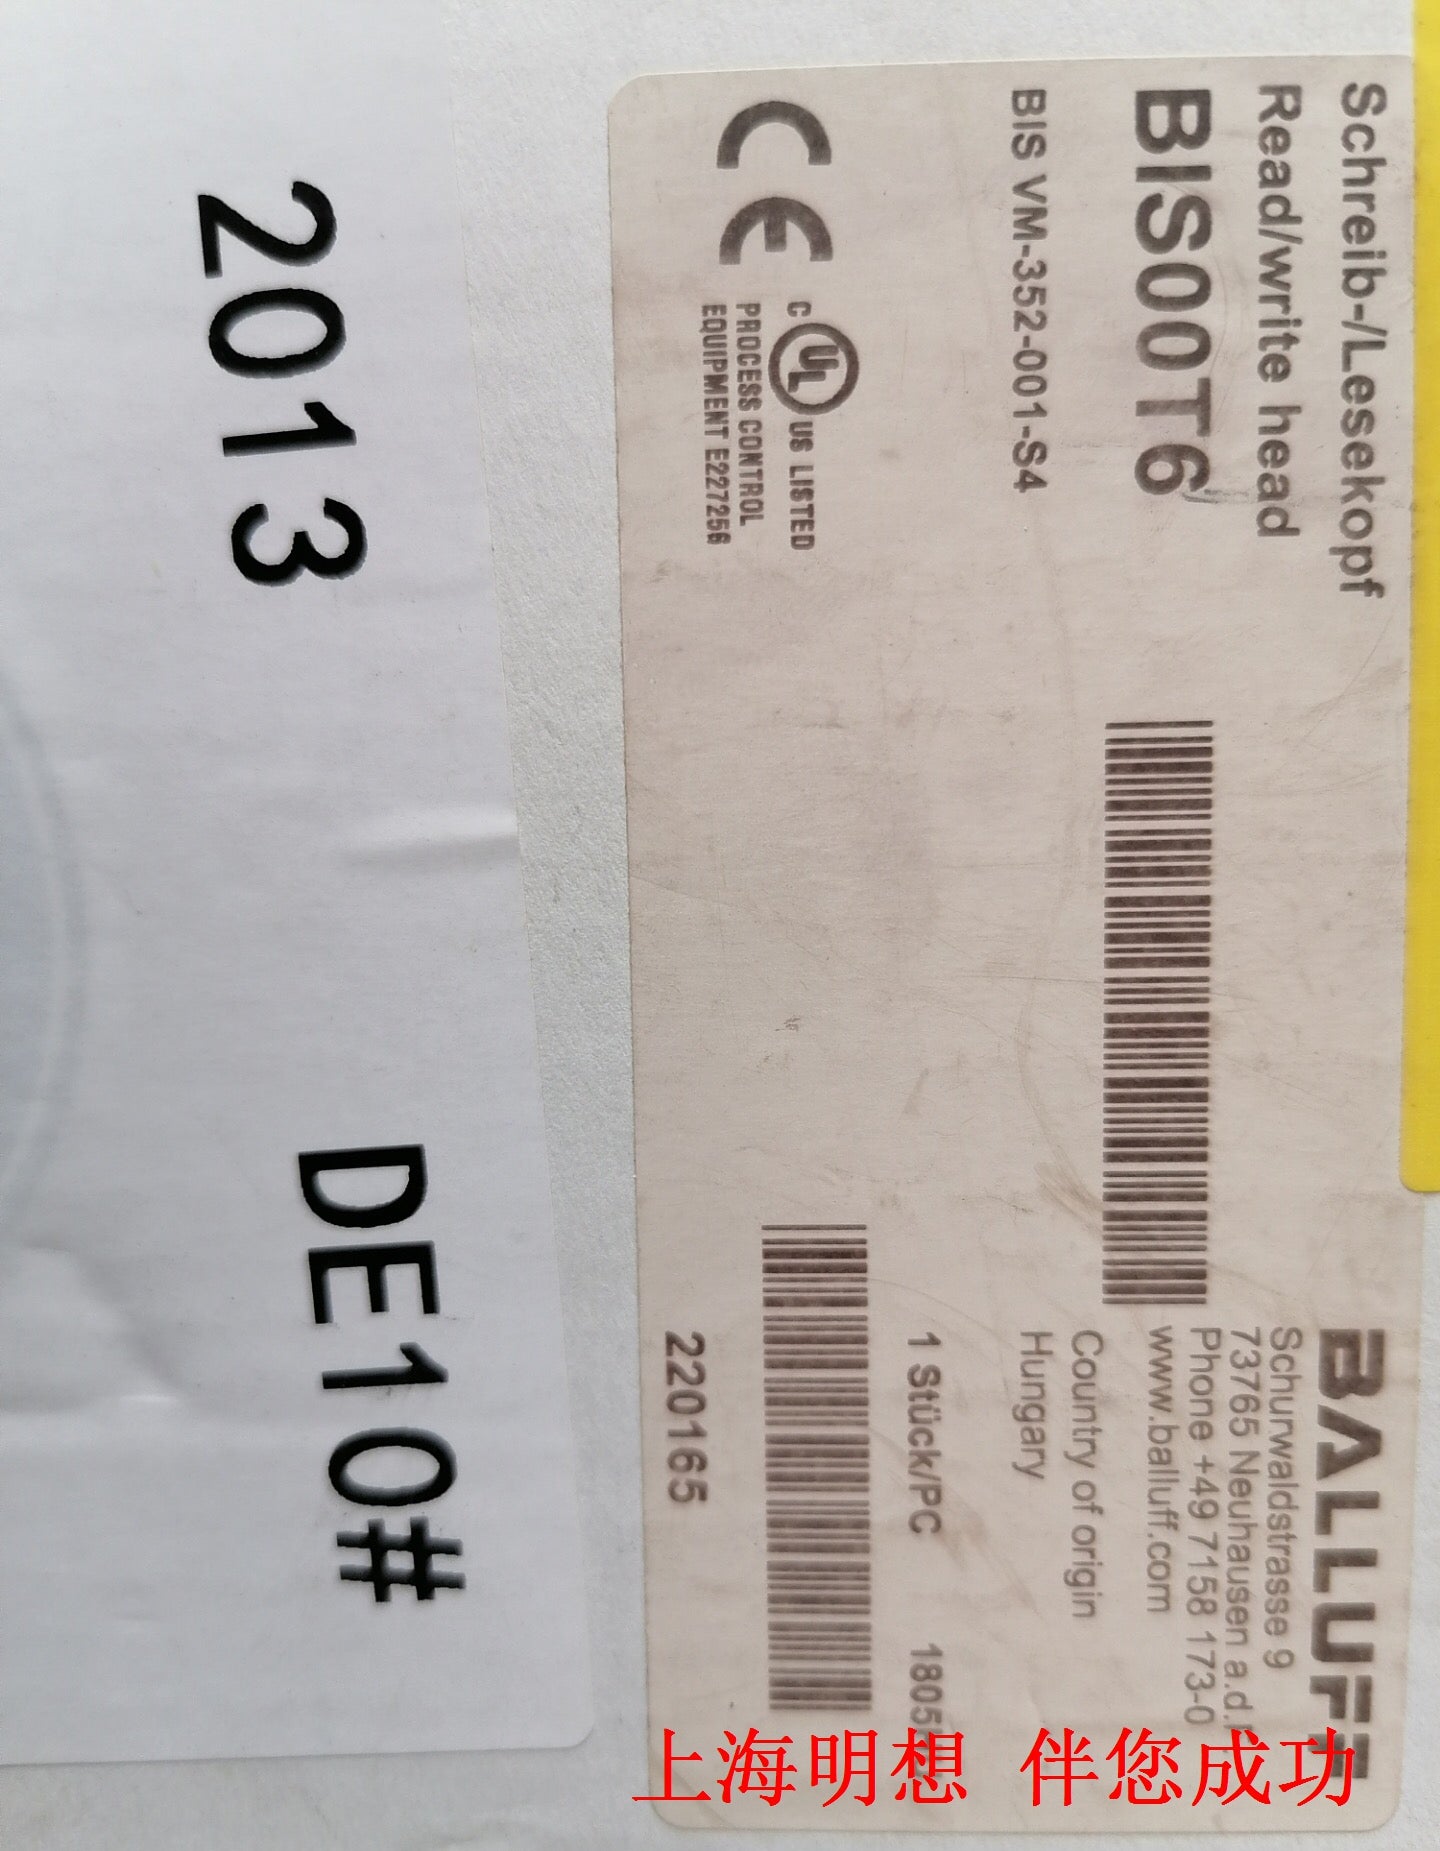 Schreib-/Lesekopf
Read/write head
BIS00T6
BIS VM-352-001-S4
CE
C UL US LISTED
PROCESS CONTROL
EQUIPMENT E227256
BALLUFF
Schurwaldstrasse 9
73765 Neuhausen a.d.F
Phone +49 7158 173-0
www.balluff.com
Country of origin
Hungary
1 Stück/PC
220165
2013 DE10#
上海明想 伴您成功